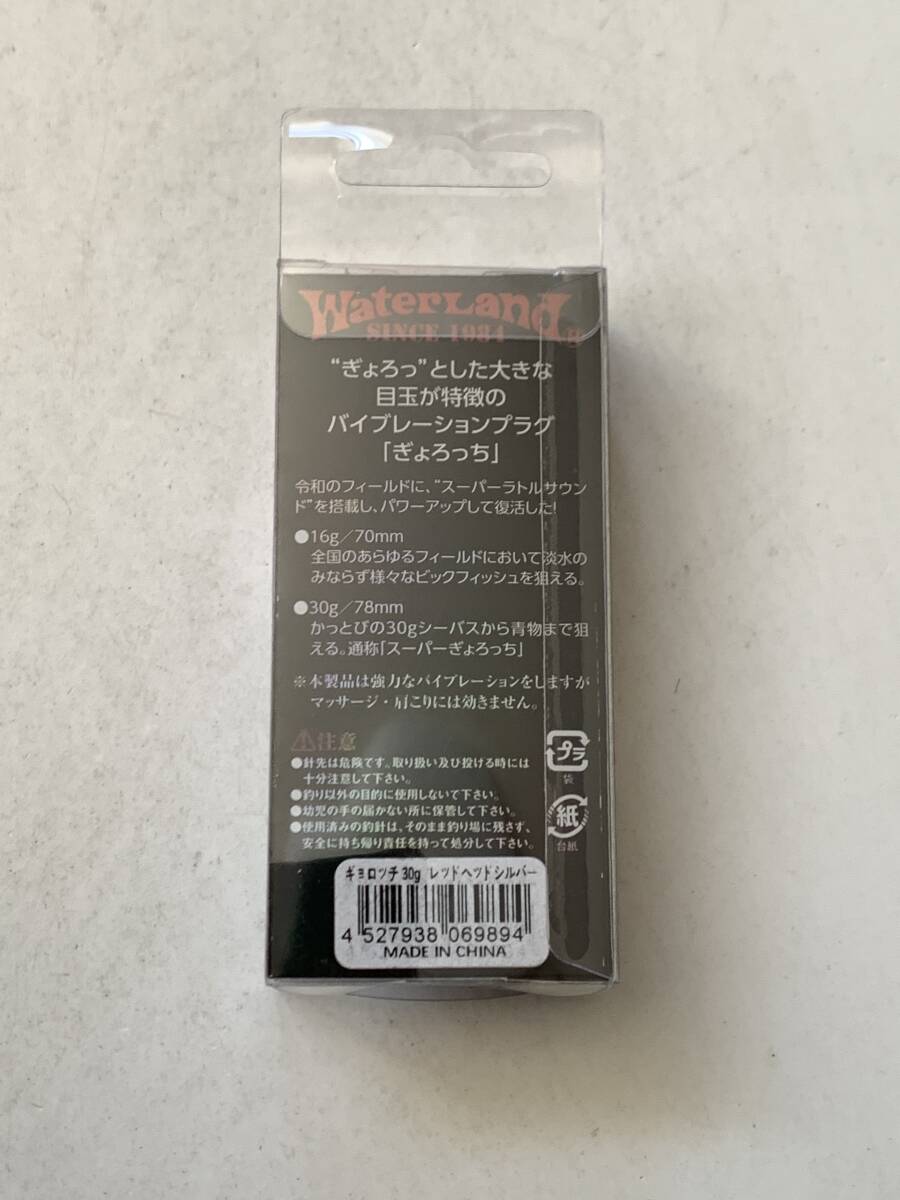 WaterLand
SINCE 1984
“ぎょろっ”とした大きな
目玉が特徴の
バイブレーションプラグ
「ぎょろっち」
令和のフィールドに、“スーパーラトルサウン
ド”を搭載し、パワーアップして復活した!
●16g/70mm
全国のあらゆるフィールドにおいて淡水の
みならず様々なビックフィッシュを狙える。
●30g/78mm
かっとびの30gシーバスから青物まで狙
える。通称「スーパーぎょろっち」
※本製品は強力なバイブレーションをしますが
マッサージ・肩こりには効きません。
⚠注意
●針先は危険です。取り扱い及び投げる時には
十分注意して下さい。
●釣り以外の目的に使用しないで下さい。
●幼児の手の届かない所に保管して下さい。
●使用済みの釣針は、そのまま釣り場に残さず、
安全に持ち帰り責任を持って処分して下さい。
プラ
袋
紙
台紙
ギョロッチ 30g レッドヘッドシルバー
4 527938 069894
MADE IN CHINA